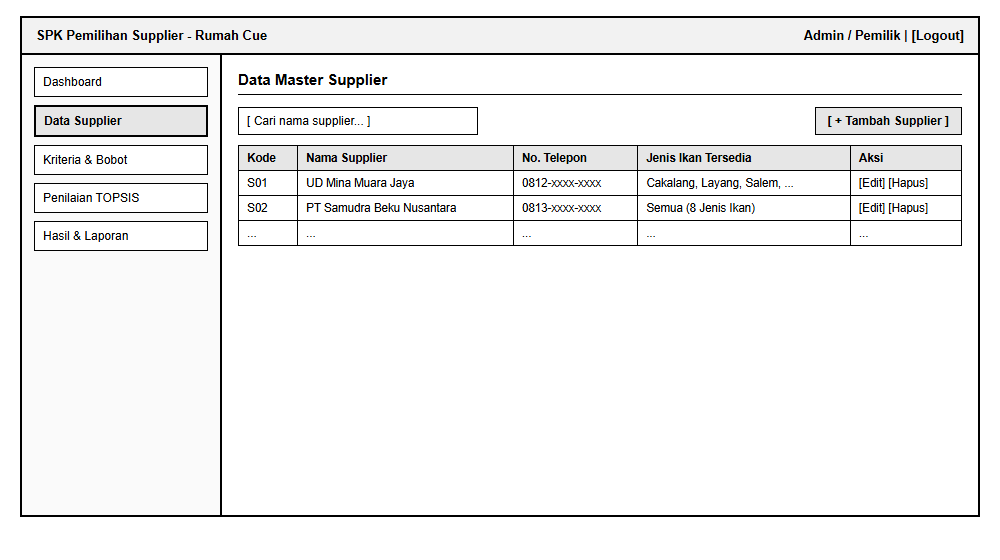 SPK Pemilihan Supplier - Rumah Cue Admin / Pemilik | [Logout]
Dashboard
Data Supplier
Kriteria & Bobot
Penilaian TOPSIS
Hasil & Laporan
Data Master Supplier
[ Cari nama supplier... ] [ + Tambah Supplier ]
Kode Nama Supplier No. Telepon Jenis Ikan Tersedia Aksi
S01 UD Mina Muara Jaya 0812-xxxx-xxxx Cakalang, Layang, Salem, ... [Edit] [Hapus]
S02 PT Samudra Beku Nusantara 0813-xxxx-xxxx Semua (8 Jenis Ikan) [Edit] [Hapus]
... ... ... ... ...